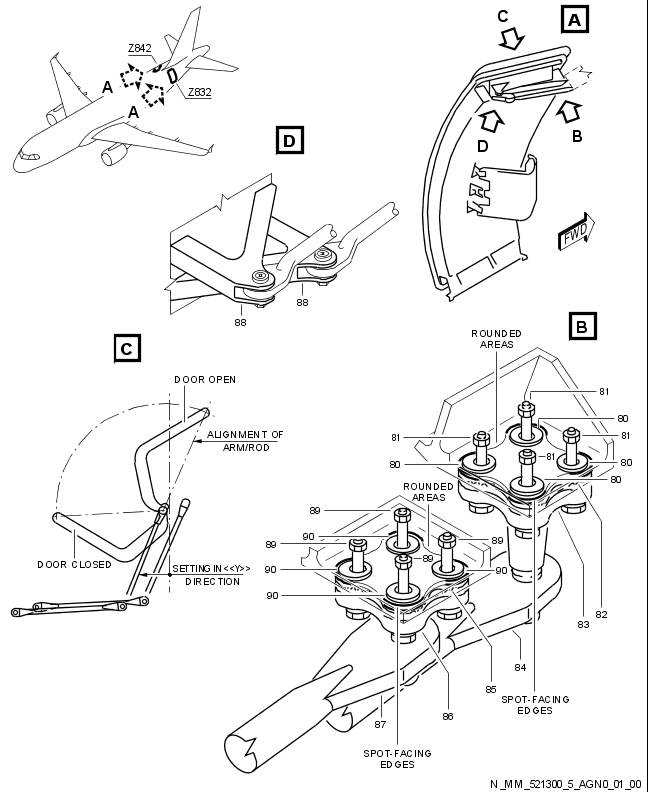 Z842
A
Z832
A
C
A
D
B
FWD
D
88
88
C
DOOR OPEN
ALIGNMENT OF
ARM/ROD
DOOR CLOSED
SETTING IN<<Y>>
DIRECTION
B
ROUNDED
AREAS
81
80
81
81
81
80
80
80
ROUNDED
AREAS
89
90
89
89
89
90
90
90
82
83
84
85
86
87
SPOT-FACING
EDGES
SPOT-FACING
EDGES
N_MM_521300_5_AGN0_01_00